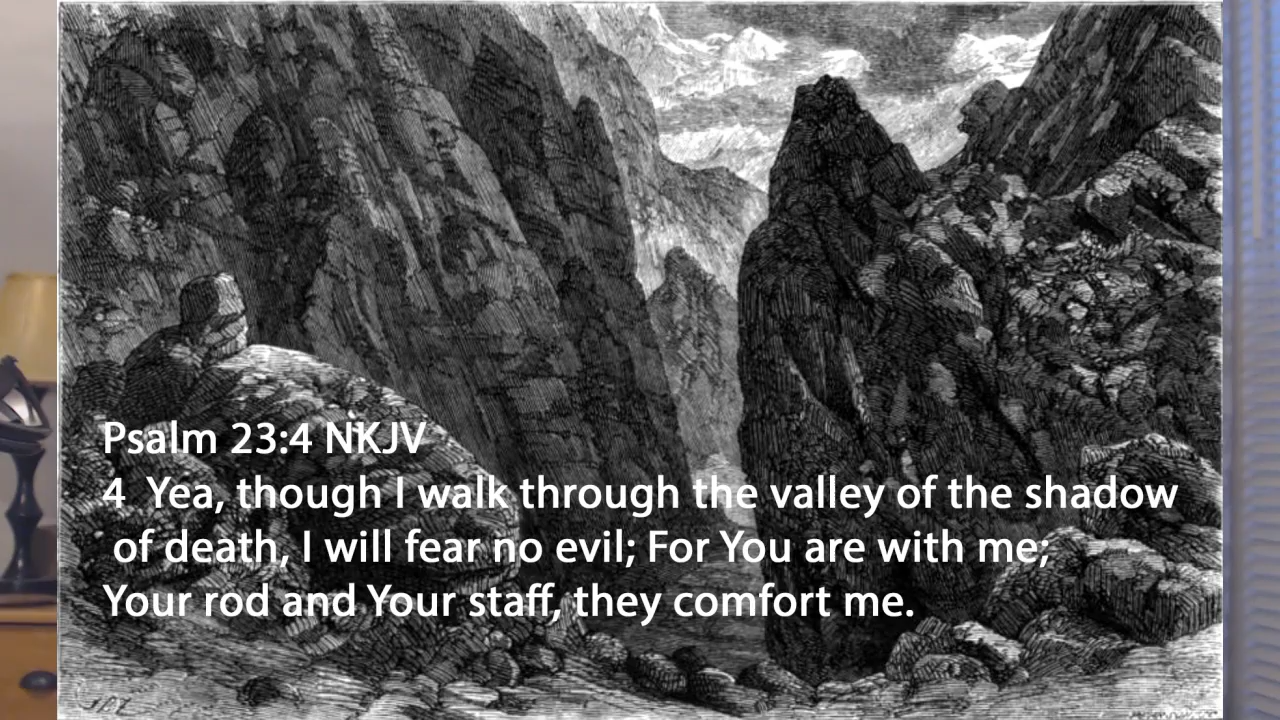 Psalm 23:4 NKJV
4 Yea, though I walk through the valley of the shadow
of death, I will fear no evil; For You are with me;
Your rod and Your staff, they comfort me.